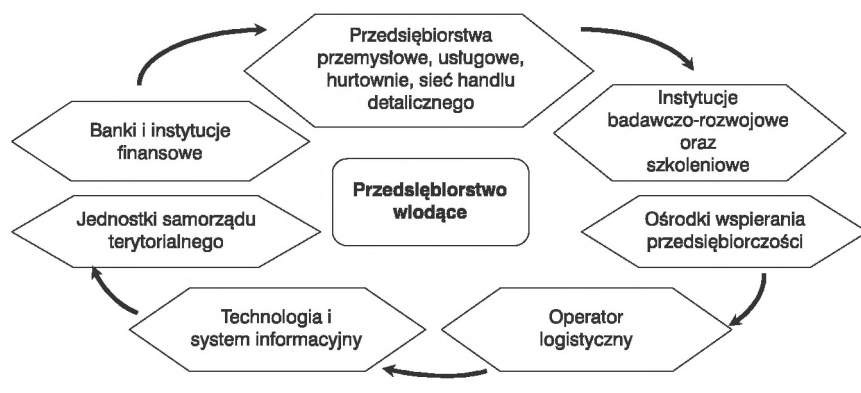 Przedsiębiorstwa
przemysłowe, usługowe,
hurtownie, sieć handlu
detalicznego
Instytucje
badawczo-rozwojowe
oraz
szkoleniowe
Banki i instytucje
finansowe
Przedsiębiorstwo
wiodące
Jednostki samorządu
terytorialnego
Ośrodki wspierania
przedsiębiorczości
Technologia i
system informacyjny
Operator
logistyczny